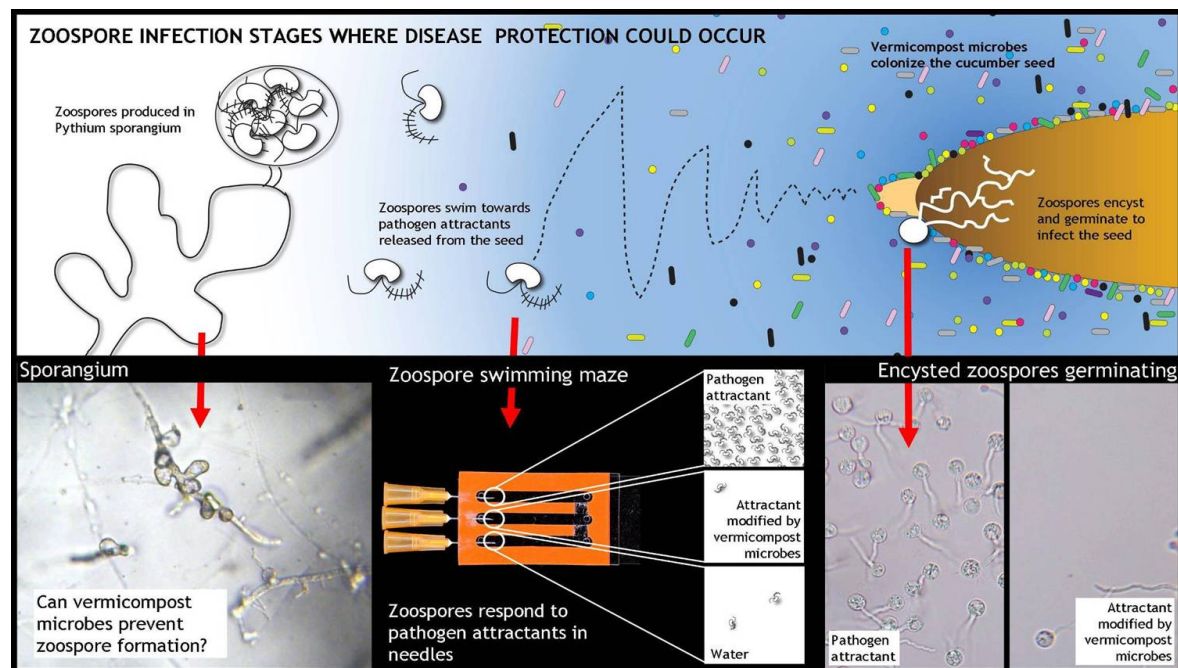 ZOOSPORE INFECTION STAGES WHERE DISEASE PROTECTION COULD OCCUR
Vermicompost microbes
colonize the cucumber seed
Zoospores produced in
Pythium sporangium
Zoospores swim towards
pathogen attractants
released from the seed
Zoospores encyst
and germinate to
infect the seed
Sporangium
Can vermicompost
microbes prevent
zoospore formation?
Zoospore swimming maze
Zoospores respond to
pathogen attractants in
needles
Pathogen
attractant
Attractant
modified by
vermicompost
microbes
Water
Encysted zoospores germinating
Pathogen
attractant
Attractant
modified by
vermicompost
microbes